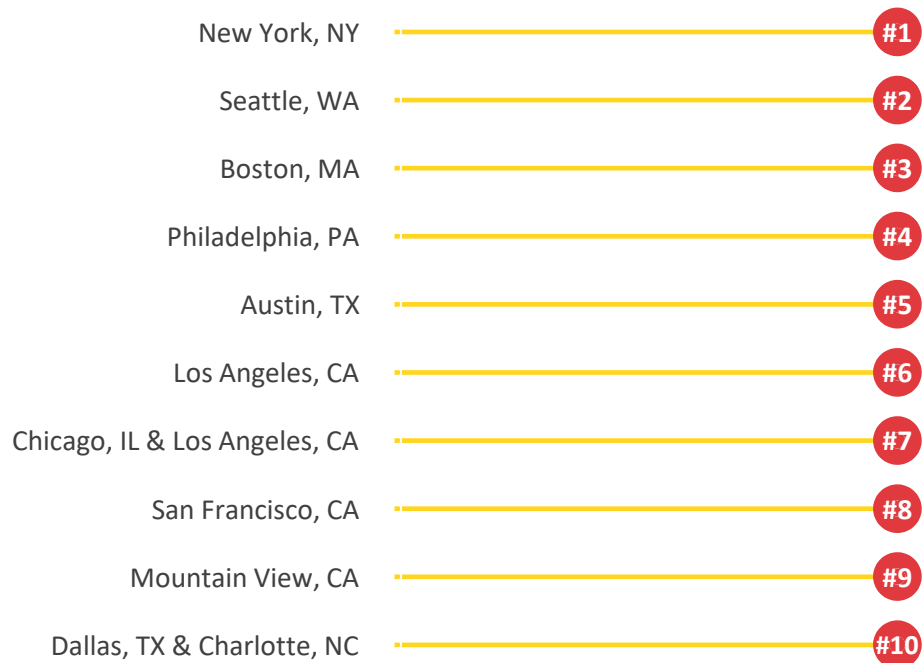 New York, NY #1
Seattle, WA #2
Boston, MA #3
Philadelphia, PA #4
Austin, TX #5
Los Angeles, CA #6
Chicago, IL & Los Angeles, CA #7
San Francisco, CA #8
Mountain View, CA #9
Dallas, TX & Charlotte, NC #10